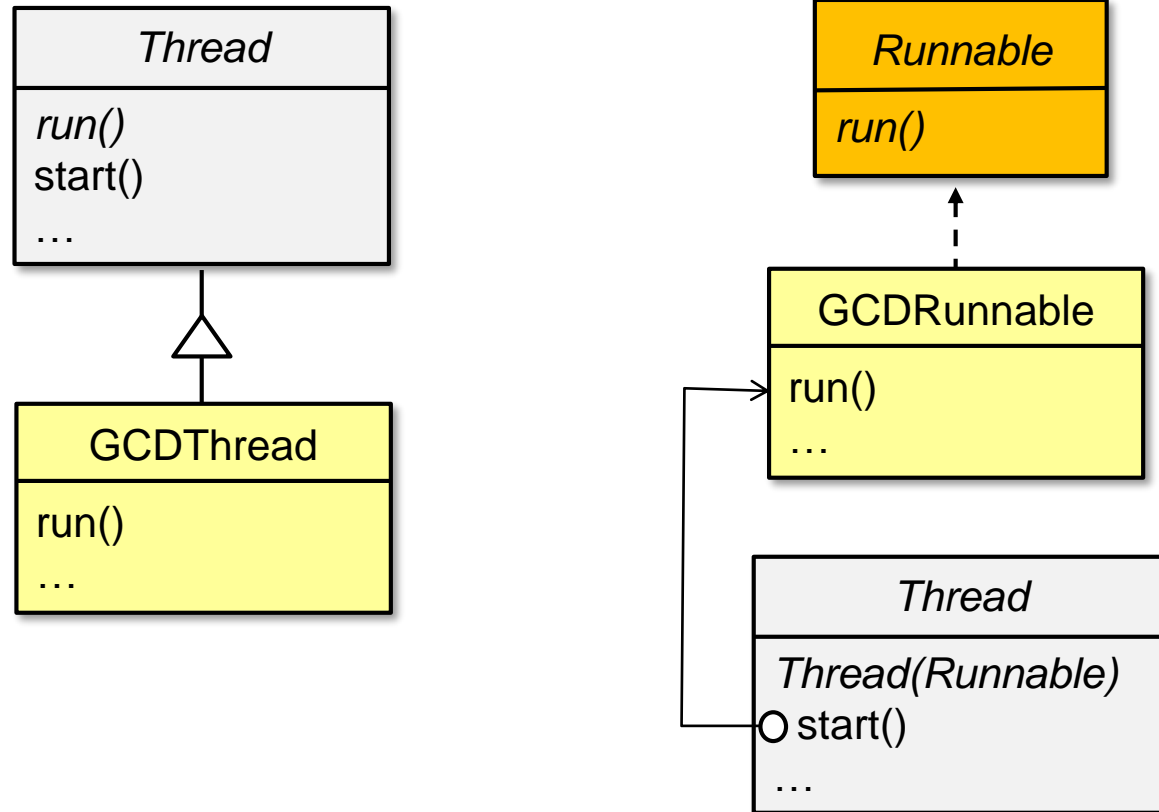 Thread
run()
start()
…
GCDThread
run()
…
Runnable
run()
GCDRunnable
run()
…
Thread
Thread(Runnable)
start()
…